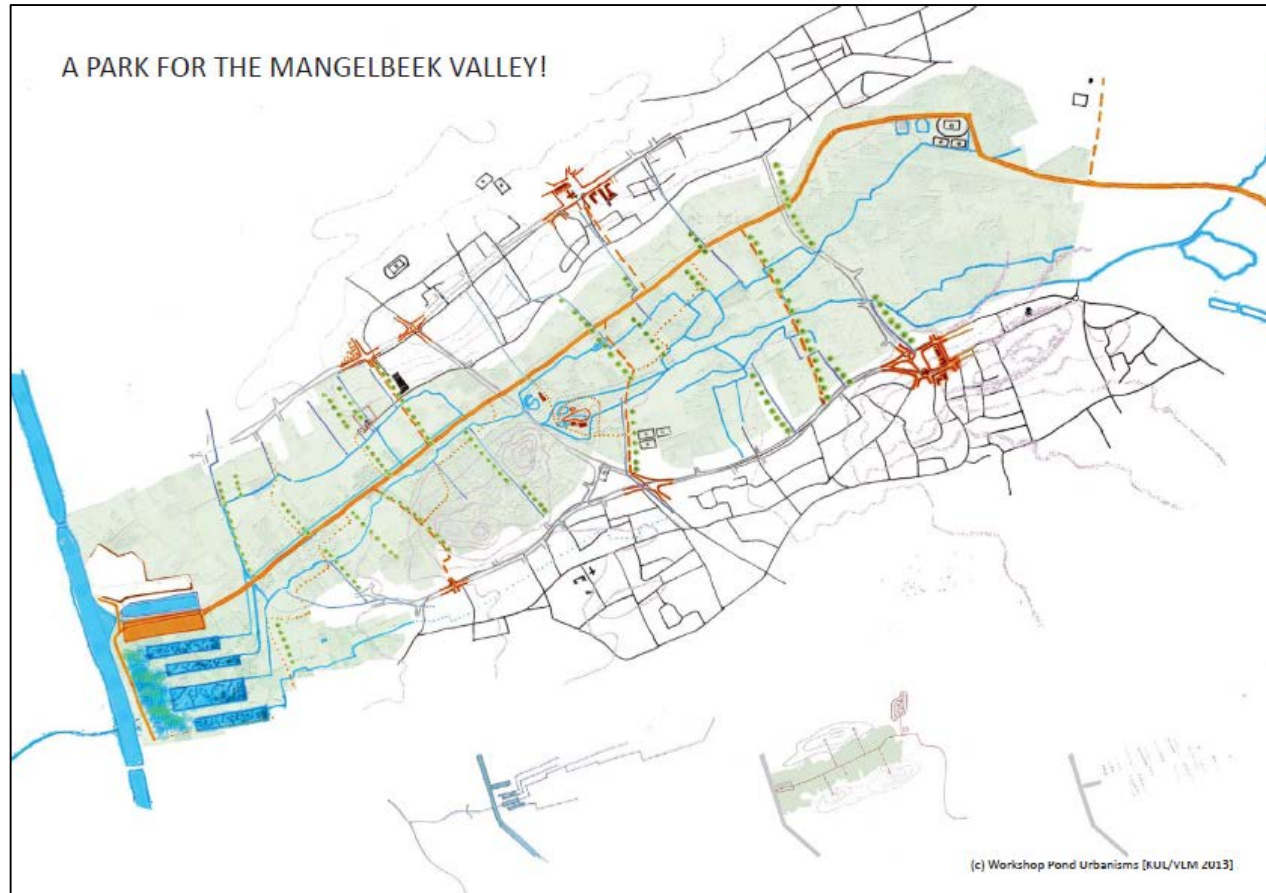 A PARK FOR THE MANGELBEEK VALLEY!
(c) Workshop Pond Urbanisms [KUL/VLM 2013]